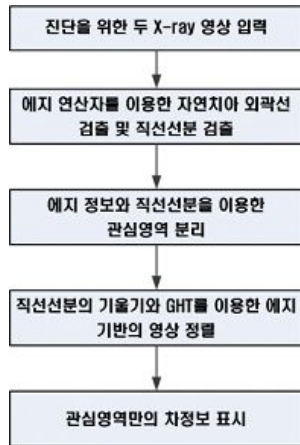 진단을 위한 두 X-ray 영상 입력
에지 연산자를 이용한 자연치아 외곽선
검출 및 직선선분 검출
에지 정보와 직선선분을 이용한
관심영역 분리
직선선분의 기울기와 GHT를 이용한 에지
기반의 영상 정렬
관심영역만의 차정보 표시